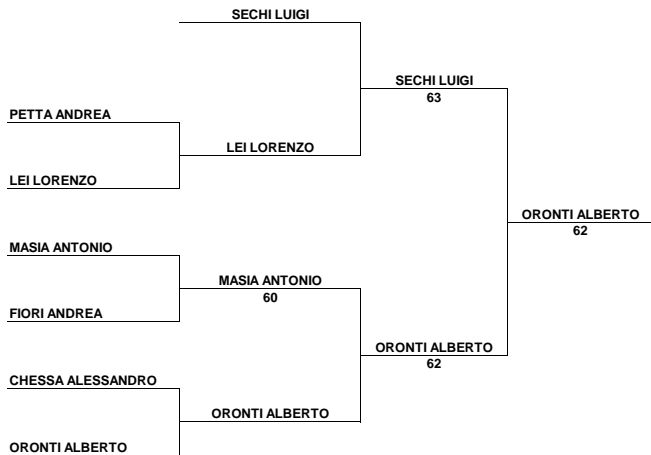 SECHI LUIGI
SECHI LUIGI
63
PETTA ANDREA
LEI LORENZO
LEI LORENZO
ORONTI ALBERTO
62
MASIA ANTONIO
MASIA ANTONIO
60
FIORI ANDREA
ORONTI ALBERTO
62
CHESSA ALESSANDRO
ORONTI ALBERTO
ORONTI ALBERTO